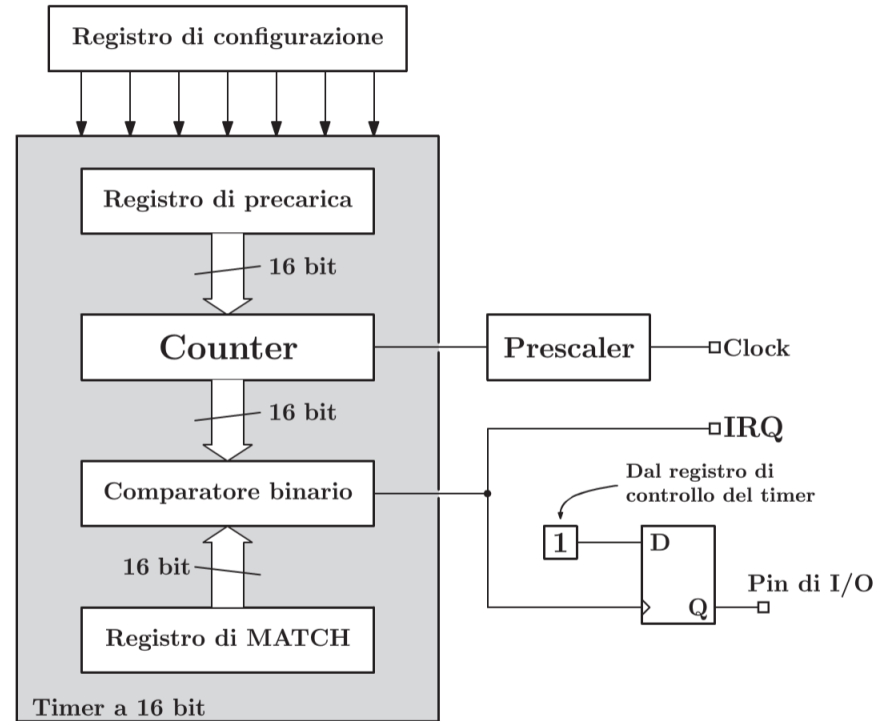 Registro di configurazione
Registro di precarica
16 bit
Counter
Prescaler
Clock
16 bit
IRQ
Dal registro di
controllo del timer
Comparatore binario
1
D
16 bit
Pin di I/O
Q
Registro di MATCH
Timer a 16 bit